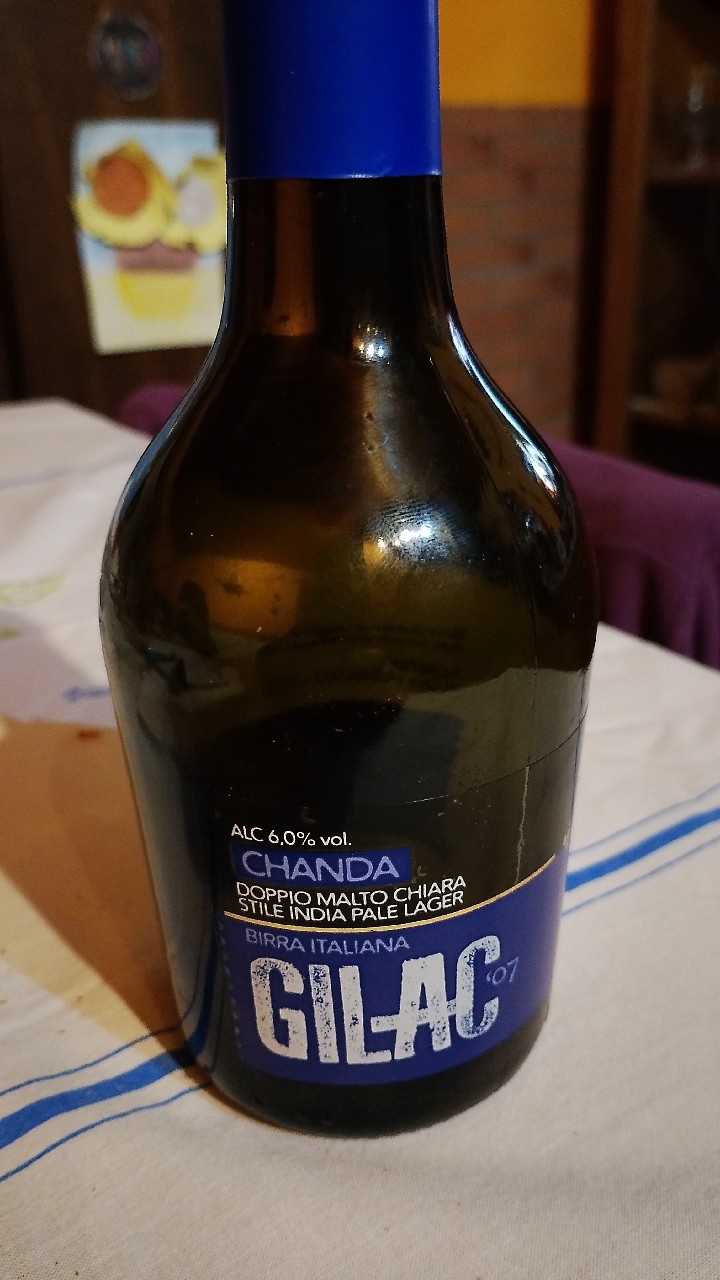 ALC 6,0% vol.
CHANDA
DOPPIO MALTO CHIARA
STILE INDIA PALE LAGER
BIRRA ITALIANA
GILAC '07